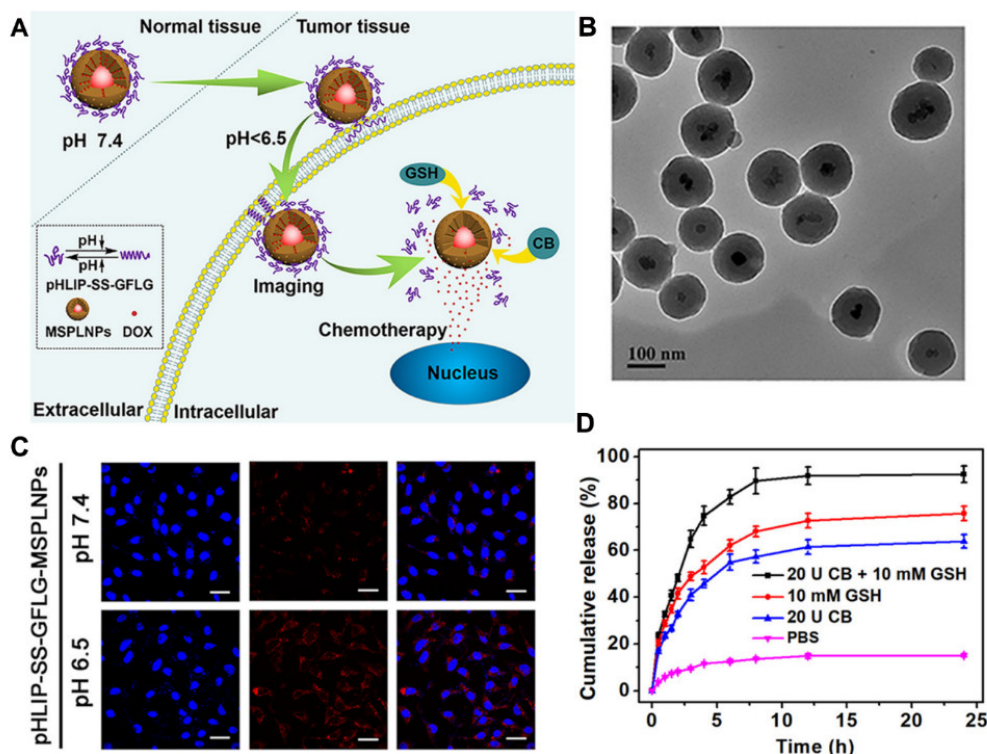 A
Normal tissue
Tumor tissue
pH 7.4
pH<6.5
GSH
CB
pH
pH
pHLIP-SS-GFLG
MSPLNPs
DOX
Imaging
Chemotherapy
Nucleus
Extracellular
Intracellular
B
100 nm
C
pHLIP-SS-GFLG-MSPLNPs
pH 7.4
pH 6.5
D
Cumulative release (%)
100
80
60
40
20
0
20 U CB + 10 mM GSH
10 mM GSH
20 U CB
PBS
0
5
10
15
20
25
Time (h)